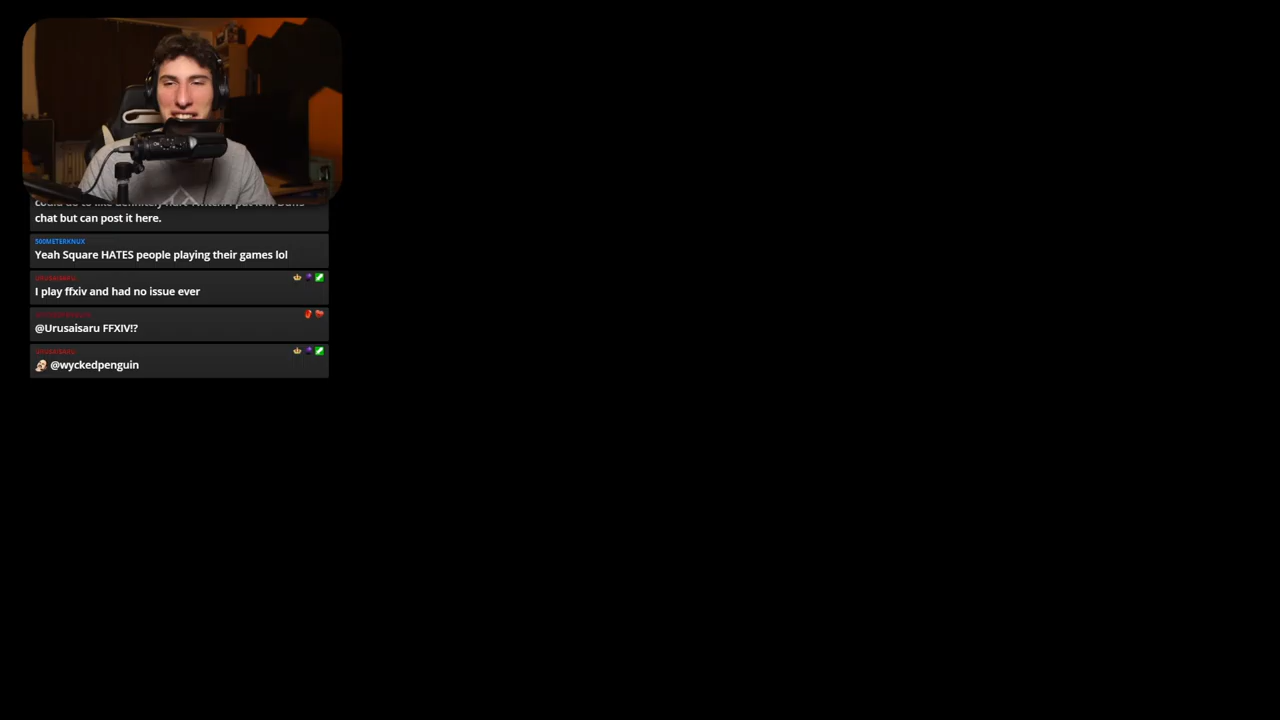 chat but can post it here.
500METERKNUX
Yeah Square HATES people playing their games lol
I play ffxiv and had no issue ever
@Urusaisaru FFXIV!?
@wyckedpenguin